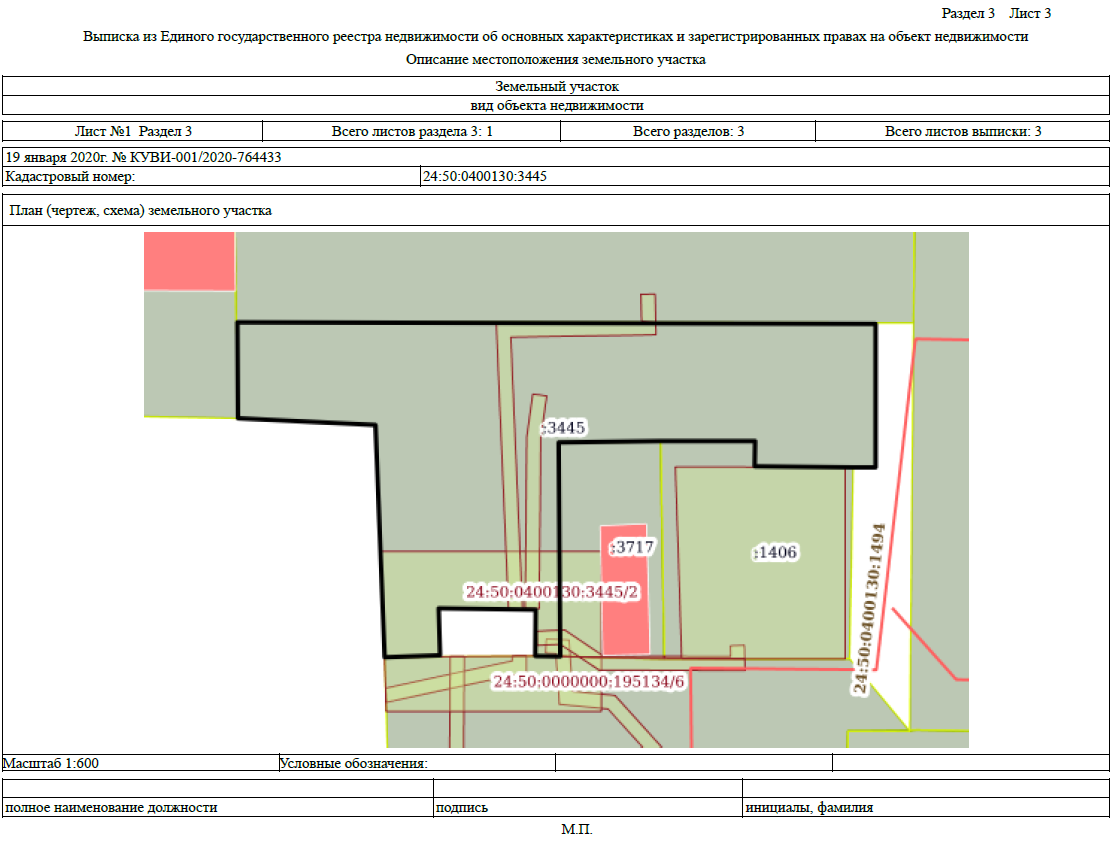 Раздел 3 Лист 3
Выписка из Единого государственного реестра недвижимости об основных характеристиках и зарегистрированных правах на объект недвижимости
Описание местоположения земельного участка
Земельный участок
вид объекта недвижимости
Лист №1 Раздел 3 Всего листов раздела 3: 1 Всего разделов: 3 Всего листов выписки: 3
19 января 2020г. № КУВИ-001/2020-764433
Кадастровый номер: 24:50:0400130:3445
План (чертеж, схема) земельного участка
:3445
:3717
:1406
24:50:0400130:3445/2
24:50:0400130:1494
24:50:0000000:195134/6
Масштаб 1:600 Условные обозначения:
полное наименование должности подпись инициалы, фамилия
М.П.